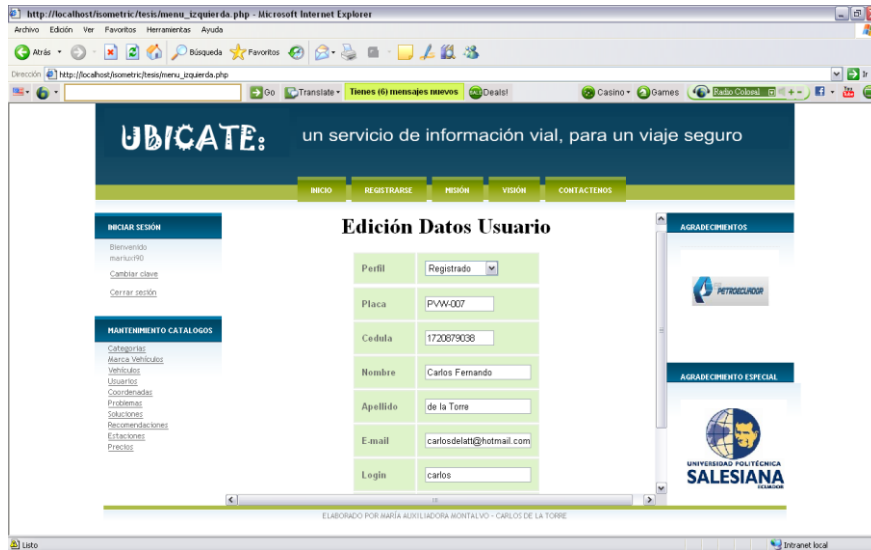 http://localhost/isometric/tesis/menu_izquierda.php - Microsoft Internet Explorer
Archivo Edición Ver Favoritos Herramientas Ayuda
Atrás Búsqueda Favoritos
Dirección http://localhost/isometric/tesis/menu_izquierda.php Ir
Go Translate Tienes (6) mensajes nuevos Deals! Casino Games Radio Colosal
UBICATE: un servicio de información vial, para un viaje seguro
INICIO REGISTRARSE MISIÓN VISIÓN CONTACTENOS
INICIAR SESIÓN
Bienvenido
mariuxi90
Cambiar clave
Cerrar sesión
MANTENIMIENTO CATALOGOS
Categorias
Marca Vehículos
Vehículos
Usuarios
Coordenadas
Problemas
Soluciones
Recomendaciones
Estaciones
Precios
Edición Datos Usuario
Perfil Registrado
Placa PVW-007
Cedula 1720879038
Nombre Carlos Fernando
Apellido de la Torre
E-mail carlosdelatt@hotmail.com
Login carlos
AGRADECIMIENTOS
PETROECUADOR
AGRADECIMIENTO ESPECIAL
UNIVERSIDAD POLITÉCNICA
SALESIANA
ECUADOR
ELABORADO POR MARÍA AUXILIADORA MONTALVO - CARLOS DE LA TORRE
Listo Intranet local